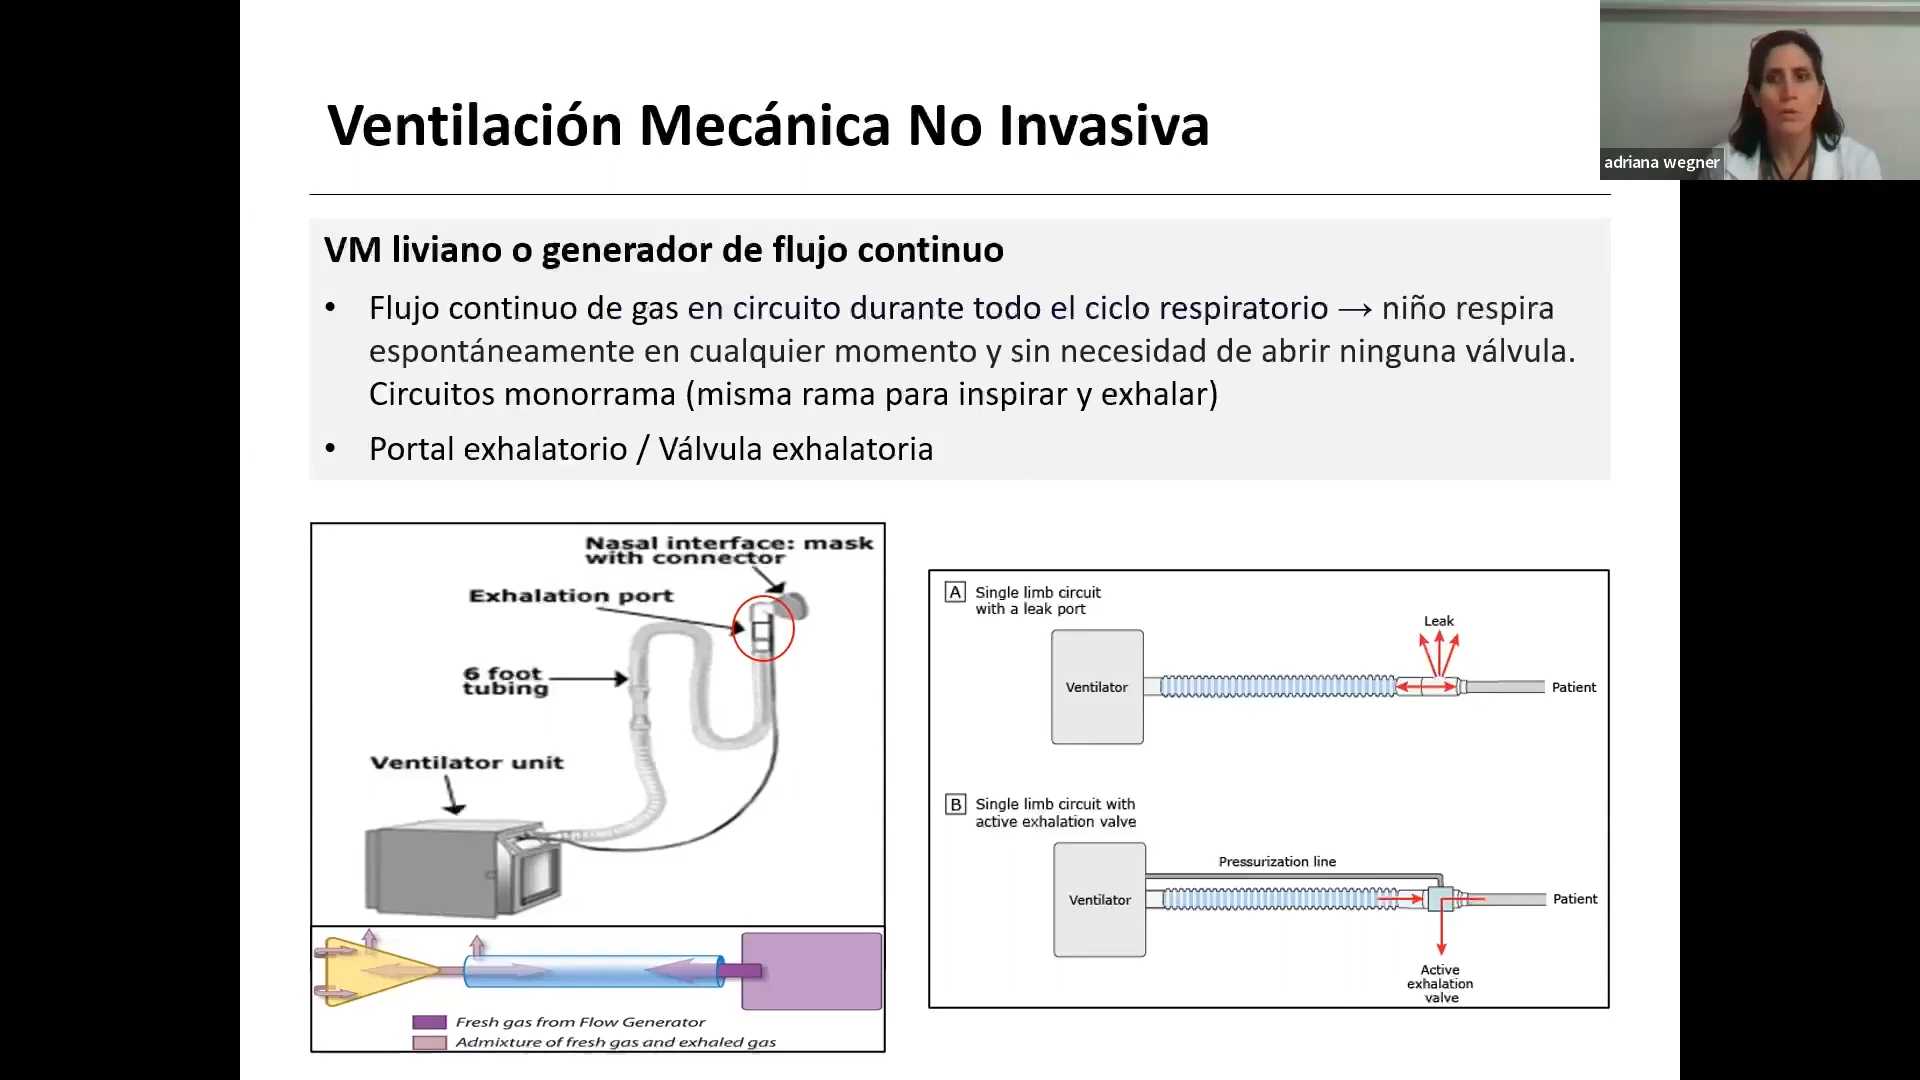 Ventilación Mecánica No Invasiva
adriana wegner
VM liviano o generador de flujo continuo
• Flujo continuo de gas en circuito durante todo el ciclo respiratorio → niño respira
espontáneamente en cualquier momento y sin necesidad de abrir ninguna válvula.
Circuitos monorrama (misma rama para inspirar y exhalar)
• Portal exhalatorio / Válvula exhalatoria
Nasal interface: mask
with connector
Exhalation port
6 foot
tubing
Ventilator unit
Fresh gas from Flow Generator
Admixture of fresh gas and exhaled gas
A Single limb circuit
with a leak port
Leak
Ventilator
Patient
B Single limb circuit with
active exhalation valve
Pressurization line
Ventilator
Patient
Active
exhalation
valve